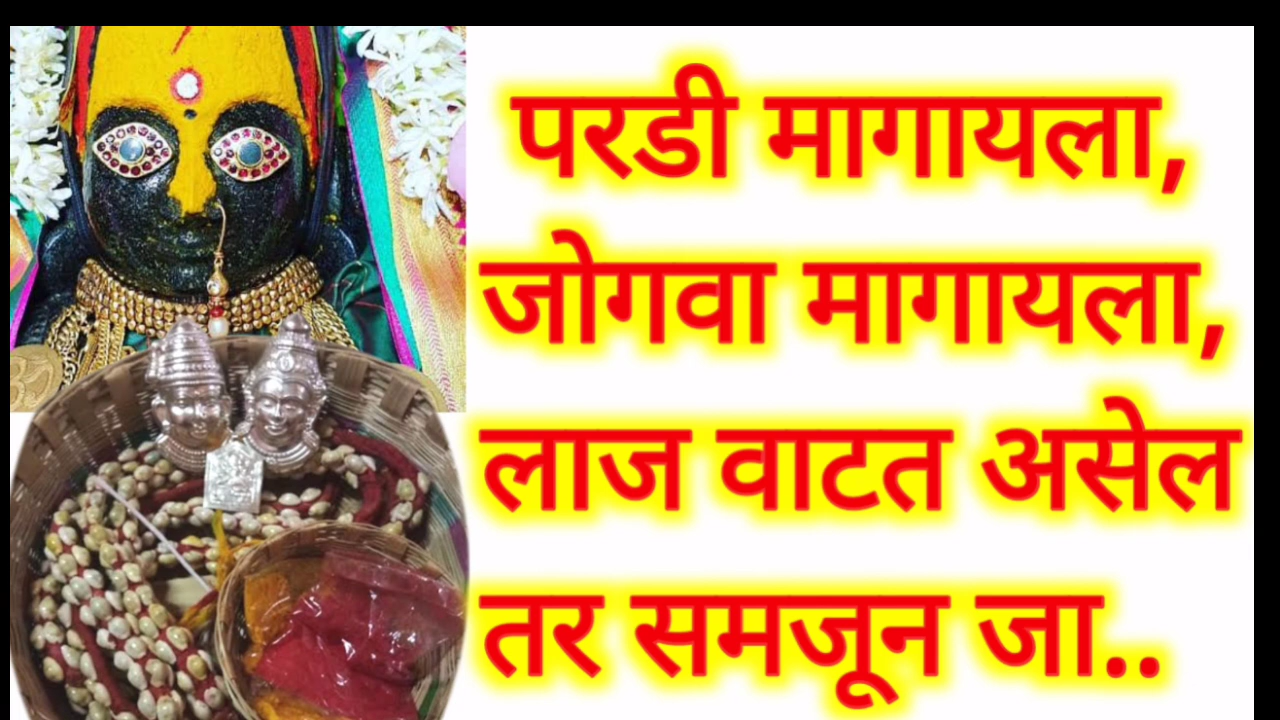 परडी मागायला,
जोगवा मागायला,
लाज वाटत असेल
तर समजून जा..